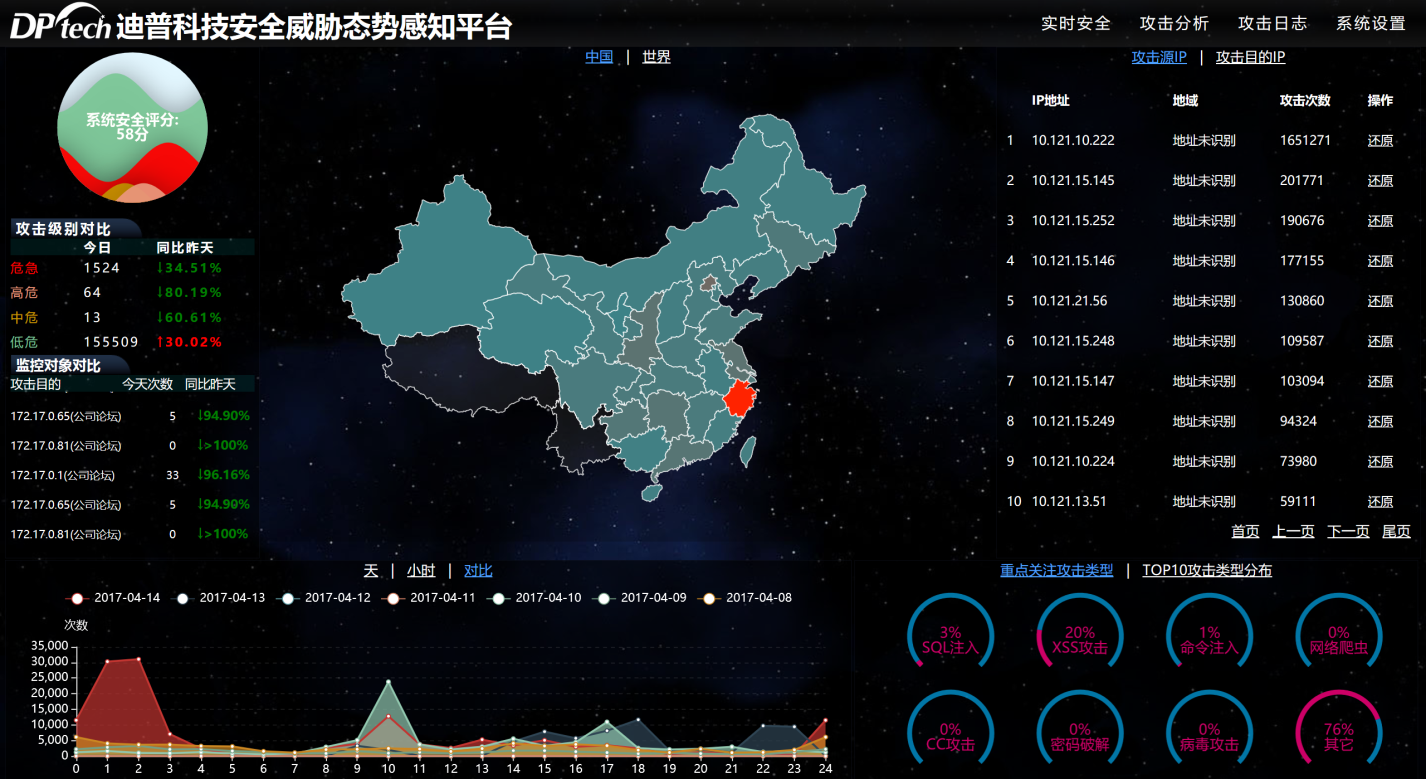 DPtech 迪普科技安全威胁态势感知平台
实时安全 攻击分析 攻击日志 系统设置
系统安全评分:
58分
攻击级别对比
今日 同比昨天
危急 1524 ↓34.51%
高危 64 ↓80.19%
中危 13 ↓60.61%
低危 155509 ↑30.02%
监控对象对比
攻击目的 今天次数 同比昨天
172.17.0.65(公司论坛) 5 ↓94.90%
172.17.0.81(公司论坛) 0 ↓>100%
172.17.0.1(公司论坛) 33 ↓96.16%
172.17.0.65(公司论坛) 5 ↓94.90%
172.17.0.81(公司论坛) 0 ↓>100%
中国 | 世界
攻击源IP | 攻击目的IP
IP地址 地域 攻击次数 操作
1 10.121.10.222 地址未识别 1651271 还原
2 10.121.15.145 地址未识别 201771 还原
3 10.121.15.252 地址未识别 190676 还原
4 10.121.15.146 地址未识别 177155 还原
5 10.121.21.56 地址未识别 130860 还原
6 10.121.15.248 地址未识别 109587 还原
7 10.121.15.147 地址未识别 103094 还原
8 10.121.15.249 地址未识别 94324 还原
9 10.121.10.224 地址未识别 73980 还原
10 10.121.13.51 地址未识别 59111 还原
首页 上一页 下一页 尾页
天 | 小时 | 对比
2017-04-14 2017-04-13 2017-04-12 2017-04-11 2017-04-10 2017-04-09 2017-04-08
次数
35,000
30,000
25,000
20,000
15,000
10,000
5,000
0
0 1 2 3 4 5 6 7 8 9 10 11 12 13 14 15 16 17 18 19 20 21 22 23 24
重点关注攻击类型 | TOP10攻击类型分布
3% 20% 1% 0%
SQL注入 XSS攻击 命令注入 网络爬虫
0% 0% 0% 76%
CC攻击 密码破解 病毒攻击 其它